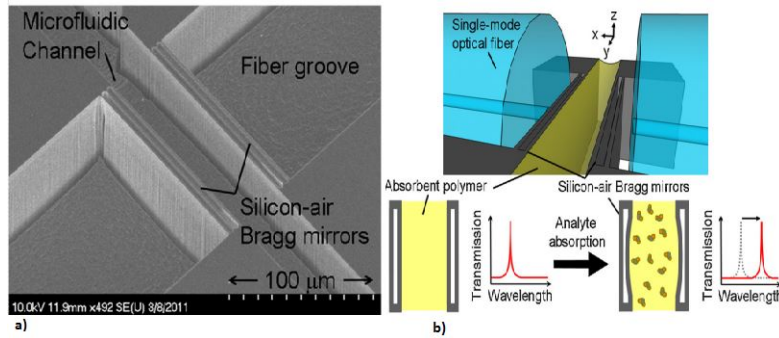 Microfluidic
Channel
Fiber groove
Silicon-air
Bragg mirrors
100 μm
10.0kV 11.9mm x492 SE(U) 3/8/2011
a)
Single-mode
optical fiber
z
x
y
Absorbent polymer
Silicon-air Bragg mirrors
Transmission
Wavelength
Analyte
absorption
Transmission
Wavelength
b)